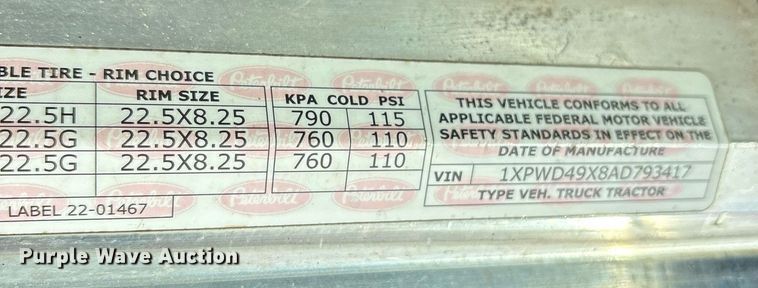 BLE TIRE - RIM CHOICE
IZE RIM SIZE KPA COLD PSI
22.5H 22.5X8.25 790 115
22.5G 22.5X8.25 760 110
22.5G 22.5X8.25 760 110
LABEL 22-01467
THIS VEHICLE CONFORMS TO ALL
APPLICABLE FEDERAL MOTOR VEHICLE
SAFETY STANDARDS IN EFFECT ON THE
DATE OF MANUFACTURE
VIN 1XPWD49X8AD793417
TYPE VEH. TRUCK TRACTOR
Peterbilt
Purple Wave Auction